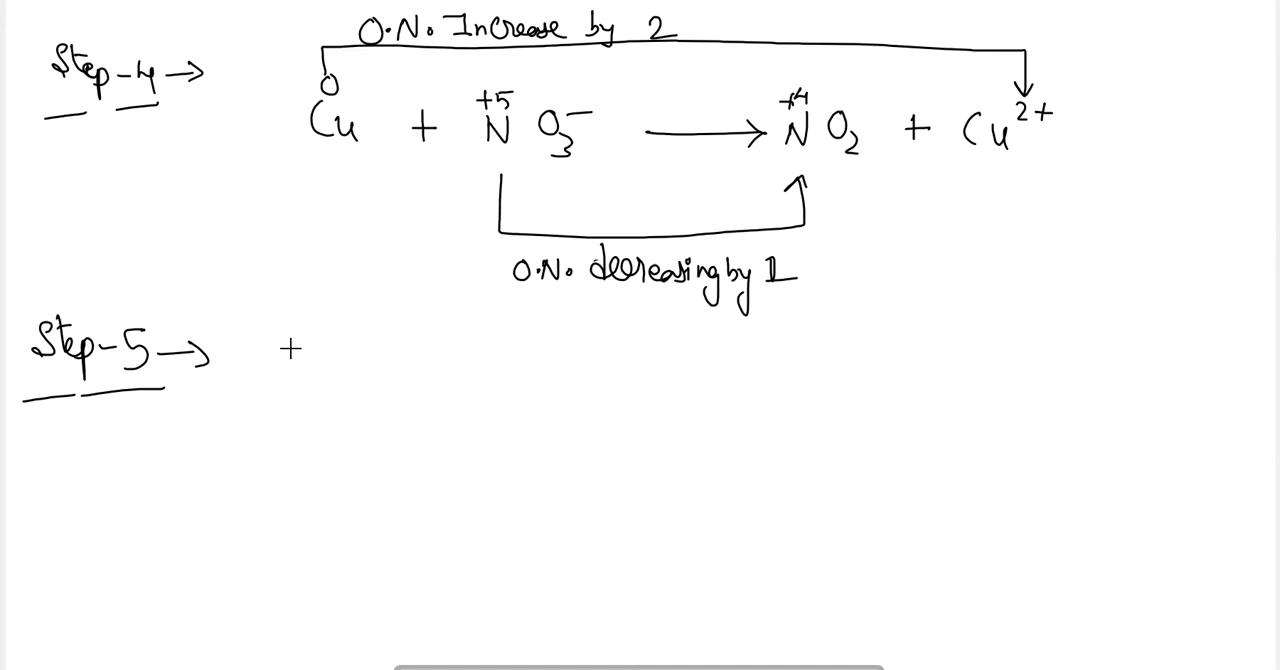 O.N. Increase by 2
Step-4 →
0 +5 +4
Cu + NO₃⁻ → NO₂ + Cu²⁺
O.N. decreasing by 1
Step-5 →